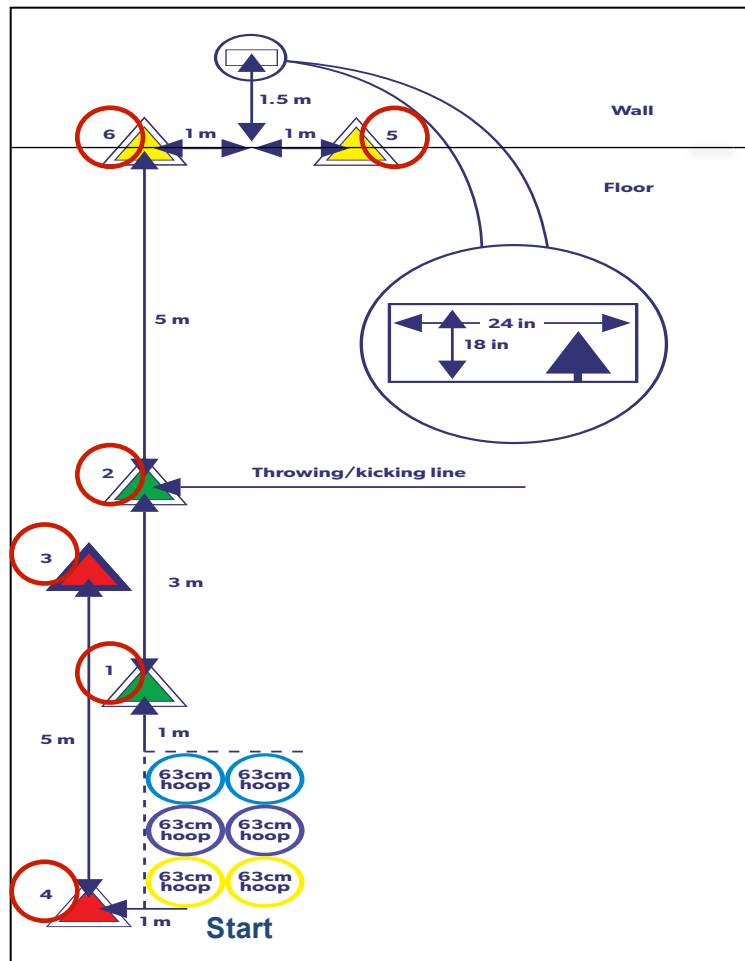 1.5 m
Wall
6
1 m
1 m
5
Floor
5 m
24 in
18 in
2
Throwing/kicking line
3
3 m
1
5 m
1 m
63cm
hoop
63cm
hoop
63cm
hoop
63cm
hoop
63cm
hoop
63cm
hoop
4
1 m
Start